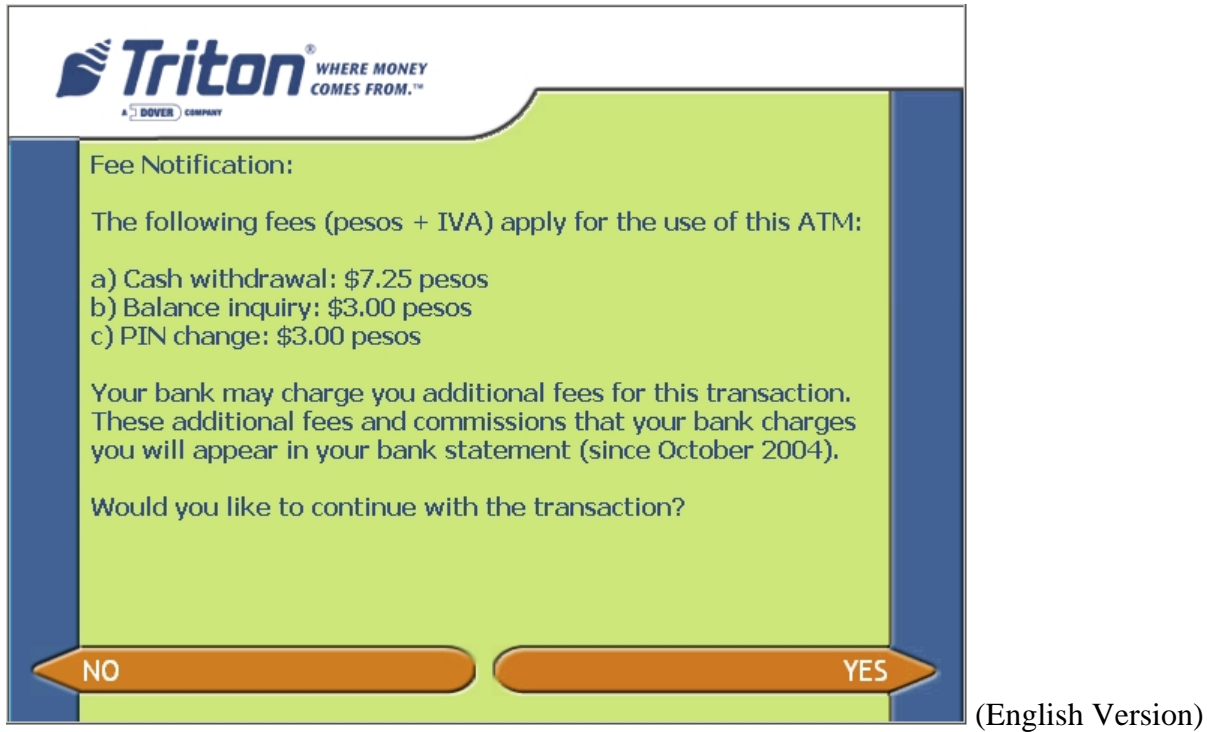 Triton® WHERE MONEY
COMES FROM.™
A DOVER COMPANY
Fee Notification:
The following fees (pesos + IVA) apply for the use of this ATM:
a) Cash withdrawal: $7.25 pesos
b) Balance inquiry: $3.00 pesos
c) PIN change: $3.00 pesos
Your bank may charge you additional fees for this transaction.
These additional fees and commissions that your bank charges
you will appear in your bank statement (since October 2004).
Would you like to continue with the transaction?
NO
YES
(English Version)